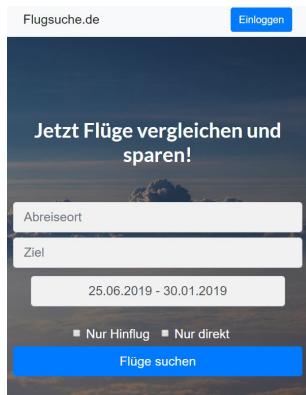 Flugsuche.de
Einloggen
Jetzt Flüge vergleichen und
sparen!
Abreiseort
Ziel
25.06.2019 - 30.01.2019
Nur Hinflug Nur direkt
Flüge suchen